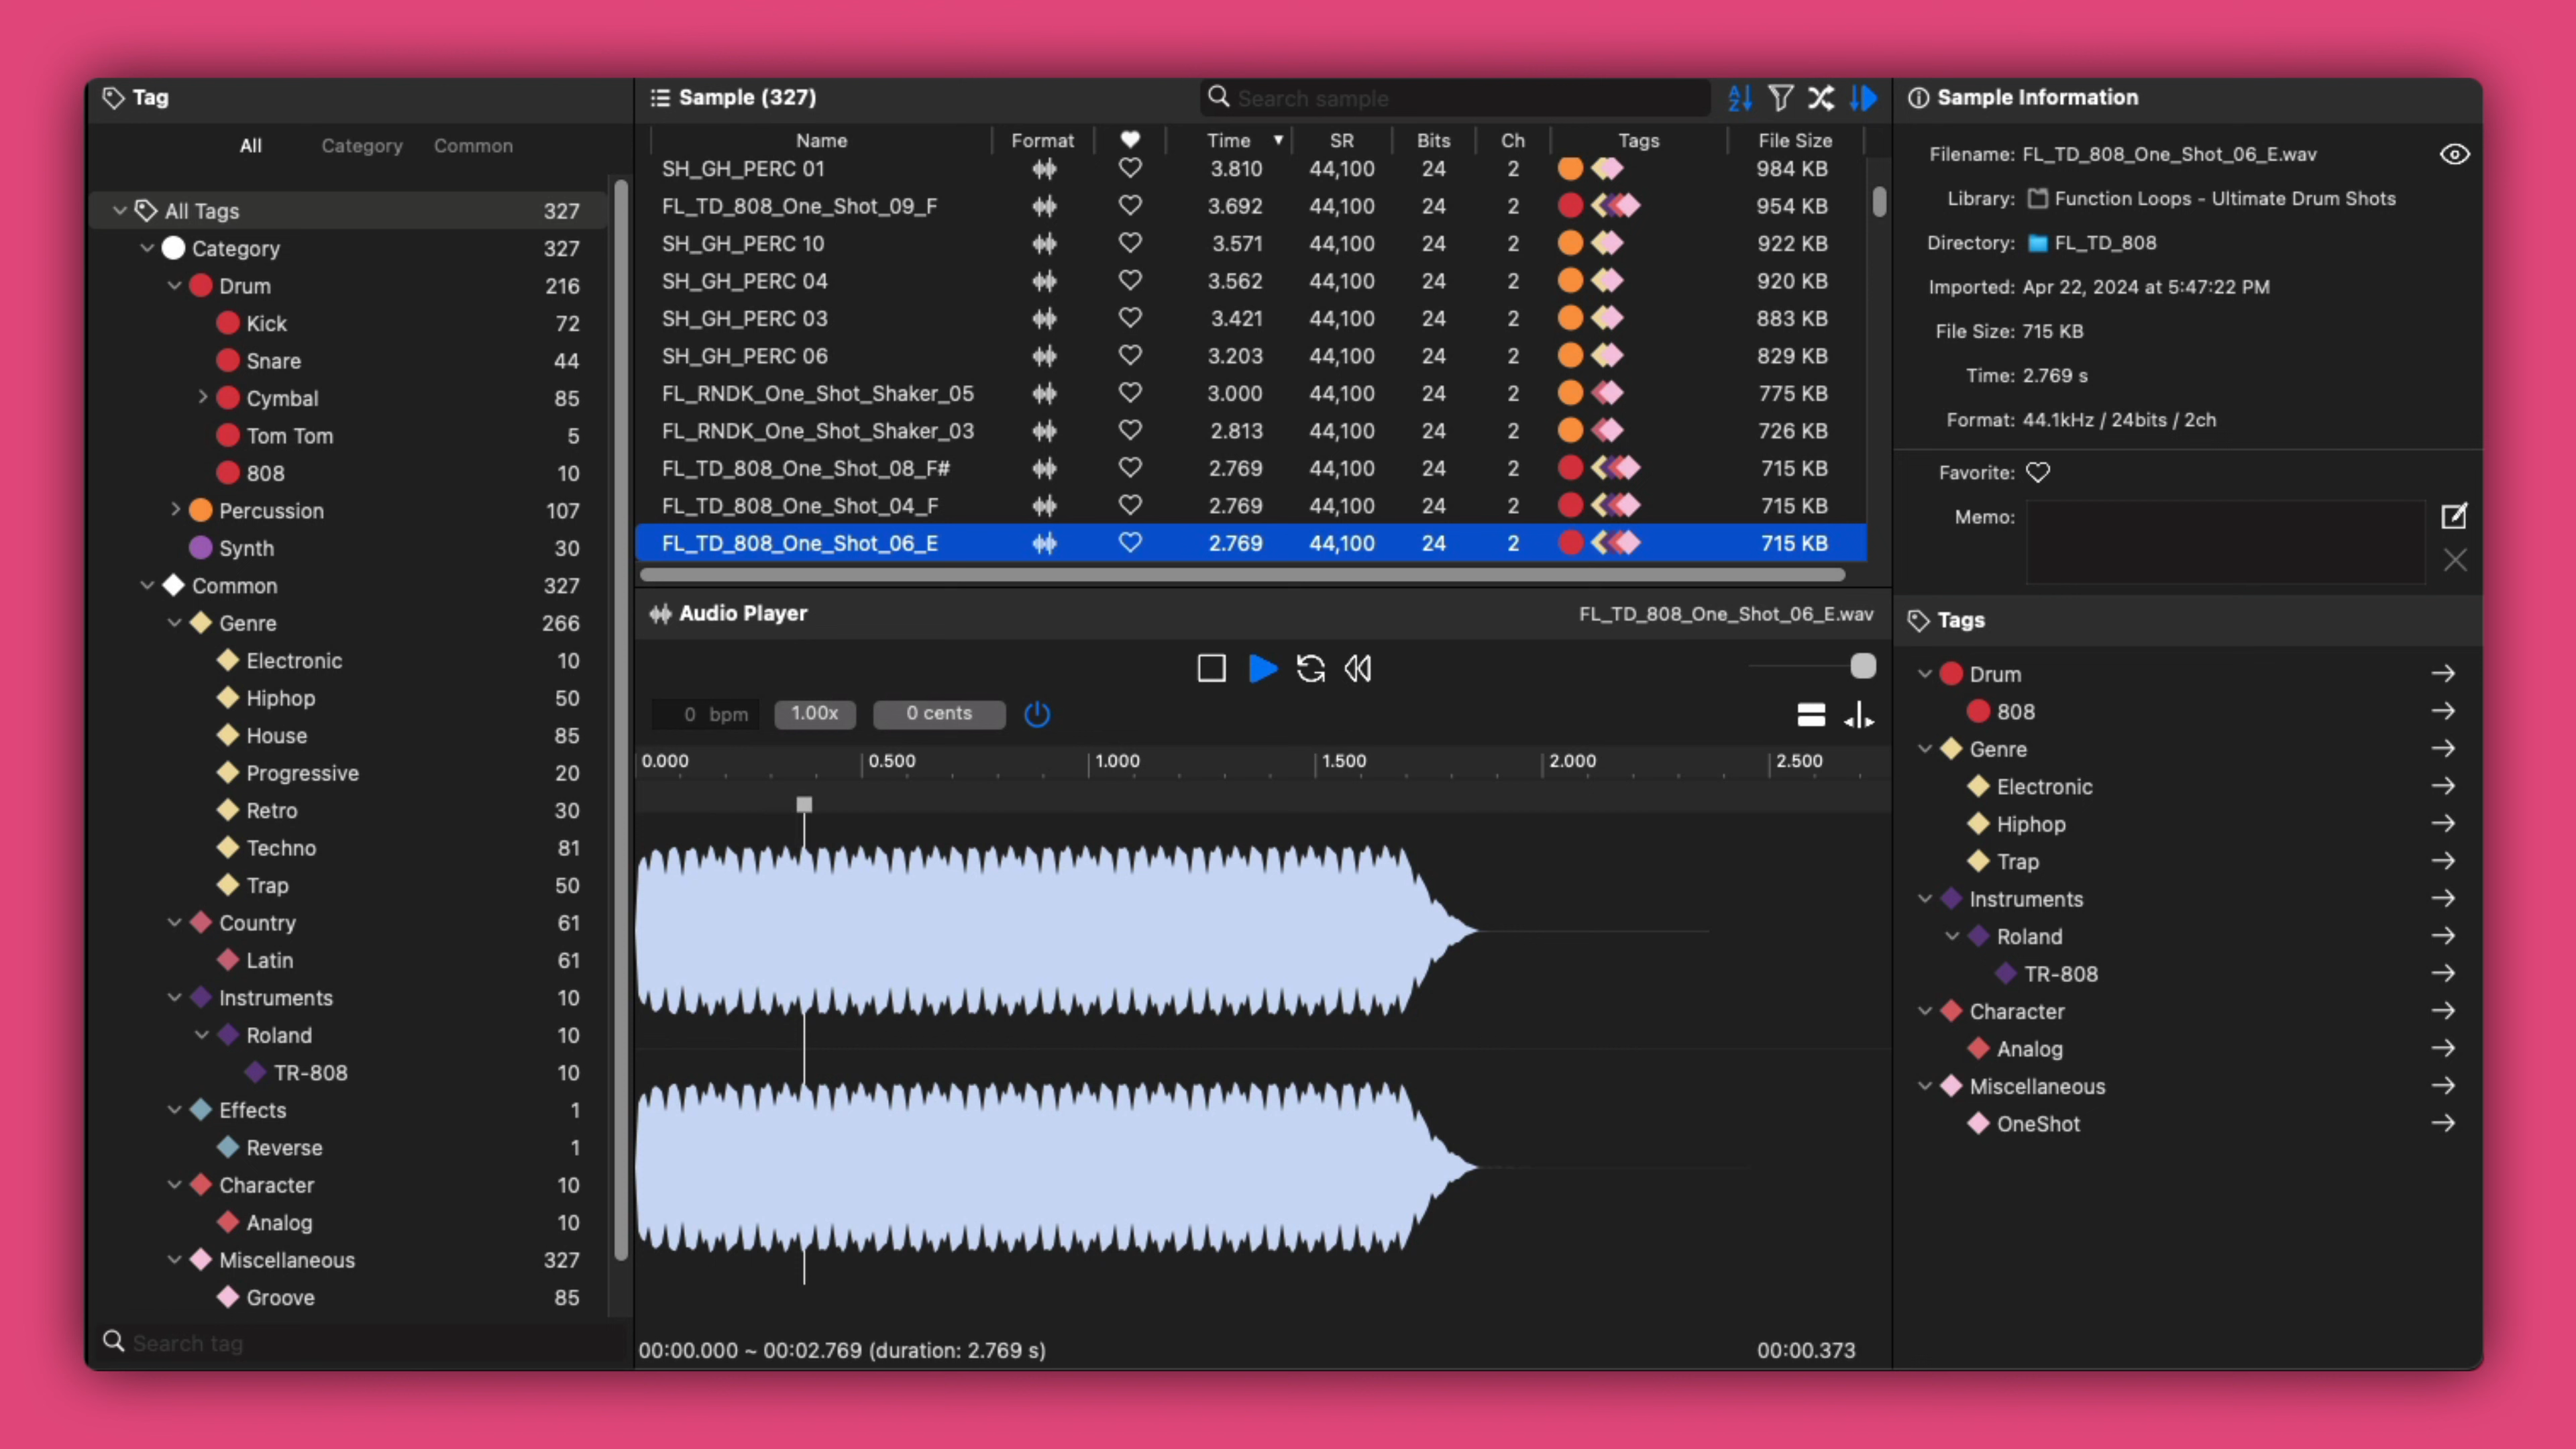 Tag
All Category Common
All Tags 327
Category 327
Drum 216
Kick 72
Snare 44
Cymbal 85
Tom Tom 5
808 10
Percussion 107
Synth 30
Common 327
Genre 266
Electronic 10
Hiphop 50
House 85
Progressive 20
Retro 30
Techno 81
Trap 50
Country 61
Latin 61
Instruments 10
Roland 10
TR-808 10
Effects 1
Reverse 1
Character 10
Analog 10
Miscellaneous 327
Groove 85
Search tag
Sample (327) Search sample
Name Format Time ▼ SR Bits Ch Tags File Size
SH_GH_PERC 01 3.810 44,100 24 2 984 KB
FL_TD_808_One_Shot_09_F 3.692 44,100 24 2 954 KB
SH_GH_PERC 10 3.571 44,100 24 2 922 KB
SH_GH_PERC 04 3.562 44,100 24 2 920 KB
SH_GH_PERC 03 3.421 44,100 24 2 883 KB
SH_GH_PERC 06 3.203 44,100 24 2 829 KB
FL_RNDK_One_Shot_Shaker_05 3.000 44,100 24 2 775 KB
FL_RNDK_One_Shot_Shaker_03 2.813 44,100 24 2 726 KB
FL_TD_808_One_Shot_08_F# 2.769 44,100 24 2 715 KB
FL_TD_808_One_Shot_04_F 2.769 44,100 24 2 715 KB
FL_TD_808_One_Shot_06_E 2.769 44,100 24 2 715 KB
Audio Player FL_TD_808_One_Shot_06_E.wav
0 bpm 1.00x 0 cents
0.000 0.500 1.000 1.500 2.000 2.500
00:00.000 ~ 00:02.769 (duration: 2.769 s) 00:00.373
Sample Information
Filename: FL_TD_808_One_Shot_06_E.wav
Library: Function Loops - Ultimate Drum Shots
Directory: FL_TD_808
Imported: Apr 22, 2024 at 5:47:22 PM
File Size: 715 KB
Time: 2.769 s
Format: 44.1kHz / 24bits / 2ch
Favorite:
Memo:
Tags
Drum
808
Genre
Electronic
Hiphop
Trap
Instruments
Roland
TR-808
Character
Analog
Miscellaneous
OneShot